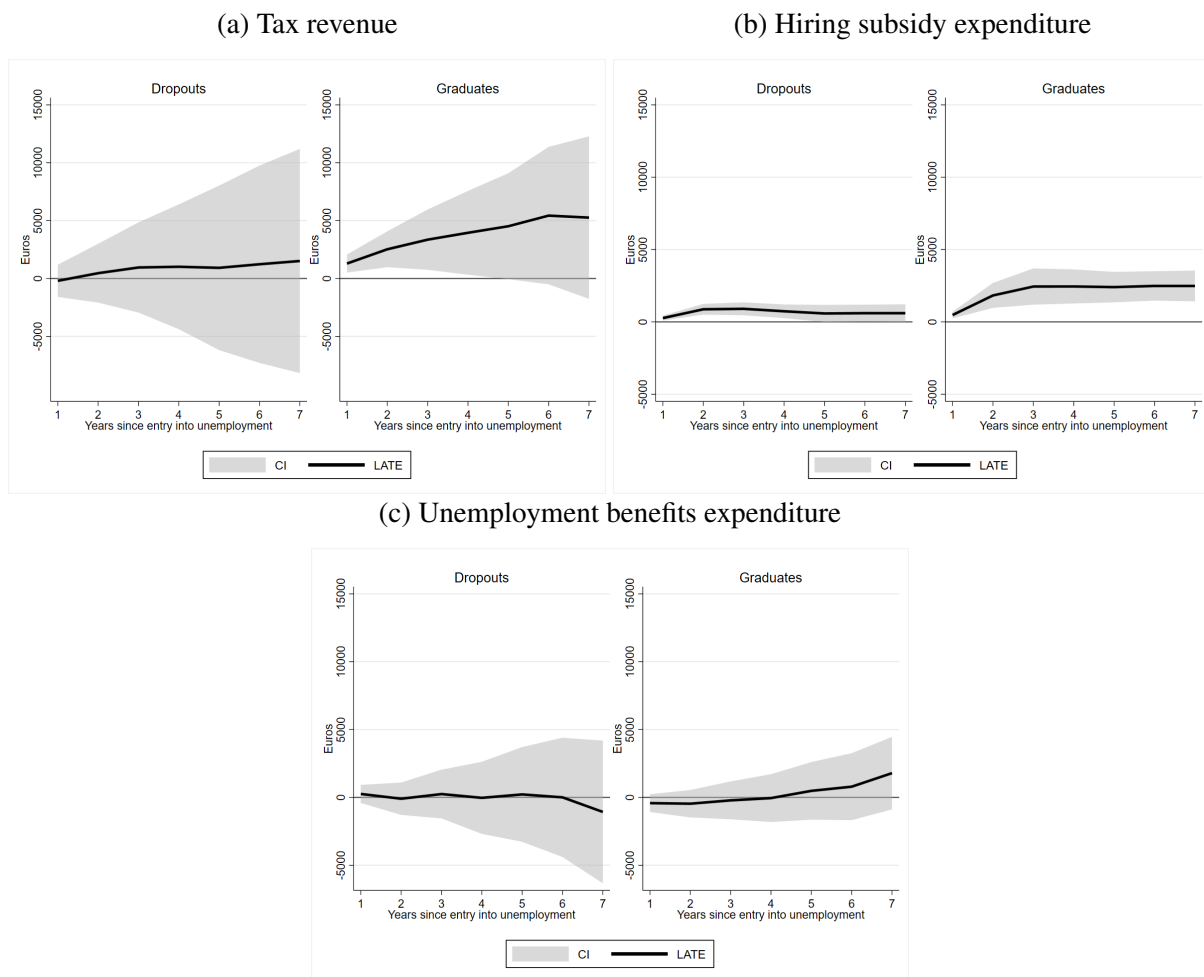 (a) Tax revenue
(b) Hiring subsidy expenditure
Dropouts
Graduates
Euros
15000
10000
5000
0
-5000
Euros
15000
10000
5000
0
-5000
1 2 3 4 5 6 7
1 2 3 4 5 6 7
Years since entry into unemployment
Years since entry into unemployment
CI LATE
Dropouts
Graduates
Euros
15000
10000
5000
0
-5000
Euros
15000
10000
5000
0
-5000
1 2 3 4 5 6 7
1 2 3 4 5 6 7
Years since entry into unemployment
Years since entry into unemployment
CI LATE
(c) Unemployment benefits expenditure
Dropouts
Graduates
Euros
15000
10000
5000
0
-5000
Euros
15000
10000
5000
0
-5000
1 2 3 4 5 6 7
1 2 3 4 5 6 7
Years since entry into unemployment
Years since entry into unemployment
CI LATE